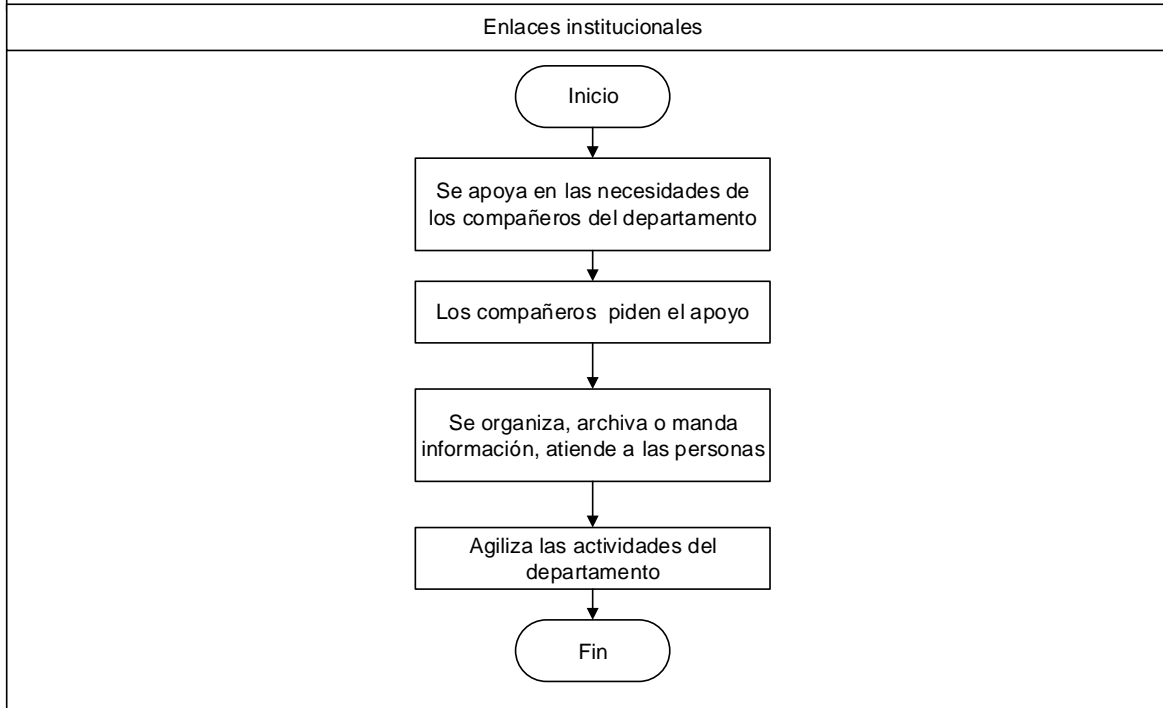 Enlaces institucionales
Inicio
Se apoya en las necesidades de
los compañeros del departamento
Los compañeros  piden el apoyo
Se organiza, archiva o manda
información, atiende a las personas
Agiliza las actividades del
departamento
Fin